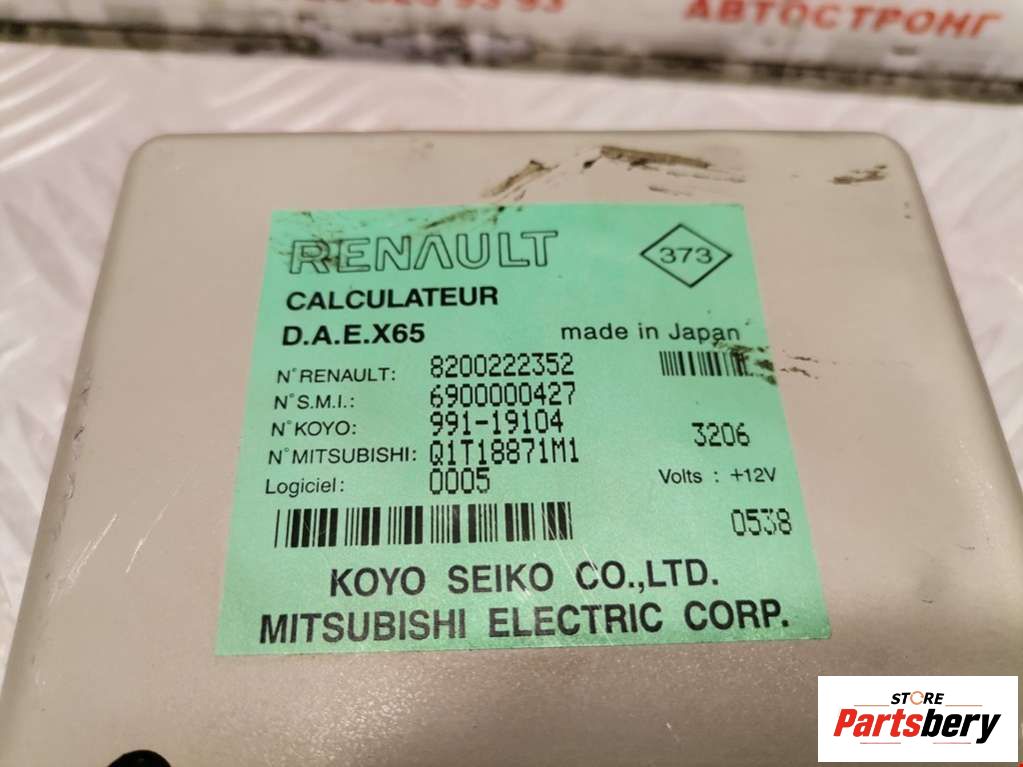 АВТОСТРОНГ
RENAULT
373
CALCULATEUR
D.A.E.X65
made in Japan
N° RENAULT: 8200222352
N° S.M.I.: 6900000427
N° KOYO: 991-19104
N° MITSUBISHI: Q1T18871M1
Logiciel: 0005
3206
Volts : +12V
0538
KOYO SEIKO CO.,LTD.
MITSUBISHI ELECTRIC CORP.
STORE
Partsbery